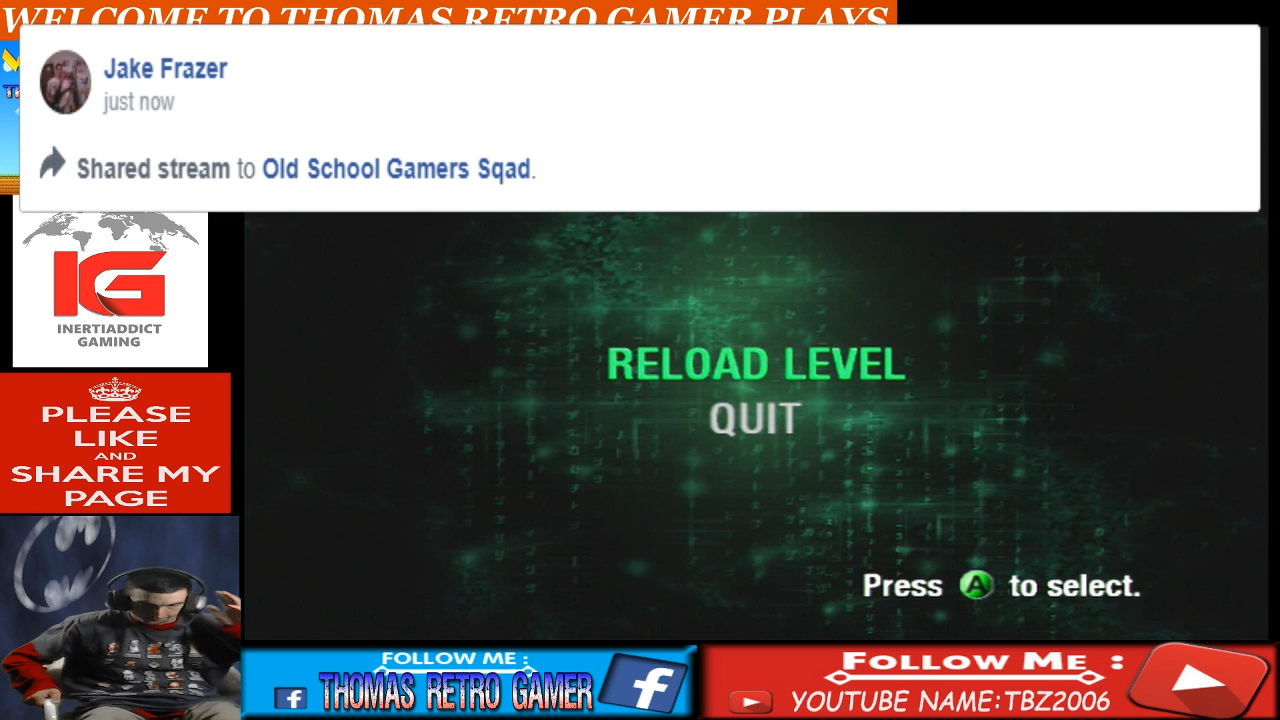 WELCOME TO THOMAS RETRO GAMER PLAYS
Jake Frazer
just now
Shared stream to Old School Gamers Sqad.
IG
INERTIADDICT
GAMING
PLEASE
LIKE
AND
SHARE MY
PAGE
RELOAD LEVEL
QUIT
Press A to select.
FOLLOW ME :
THOMAS RETRO GAMER
FOLLOW ME :
YOUTUBE NAME:TBZ2006